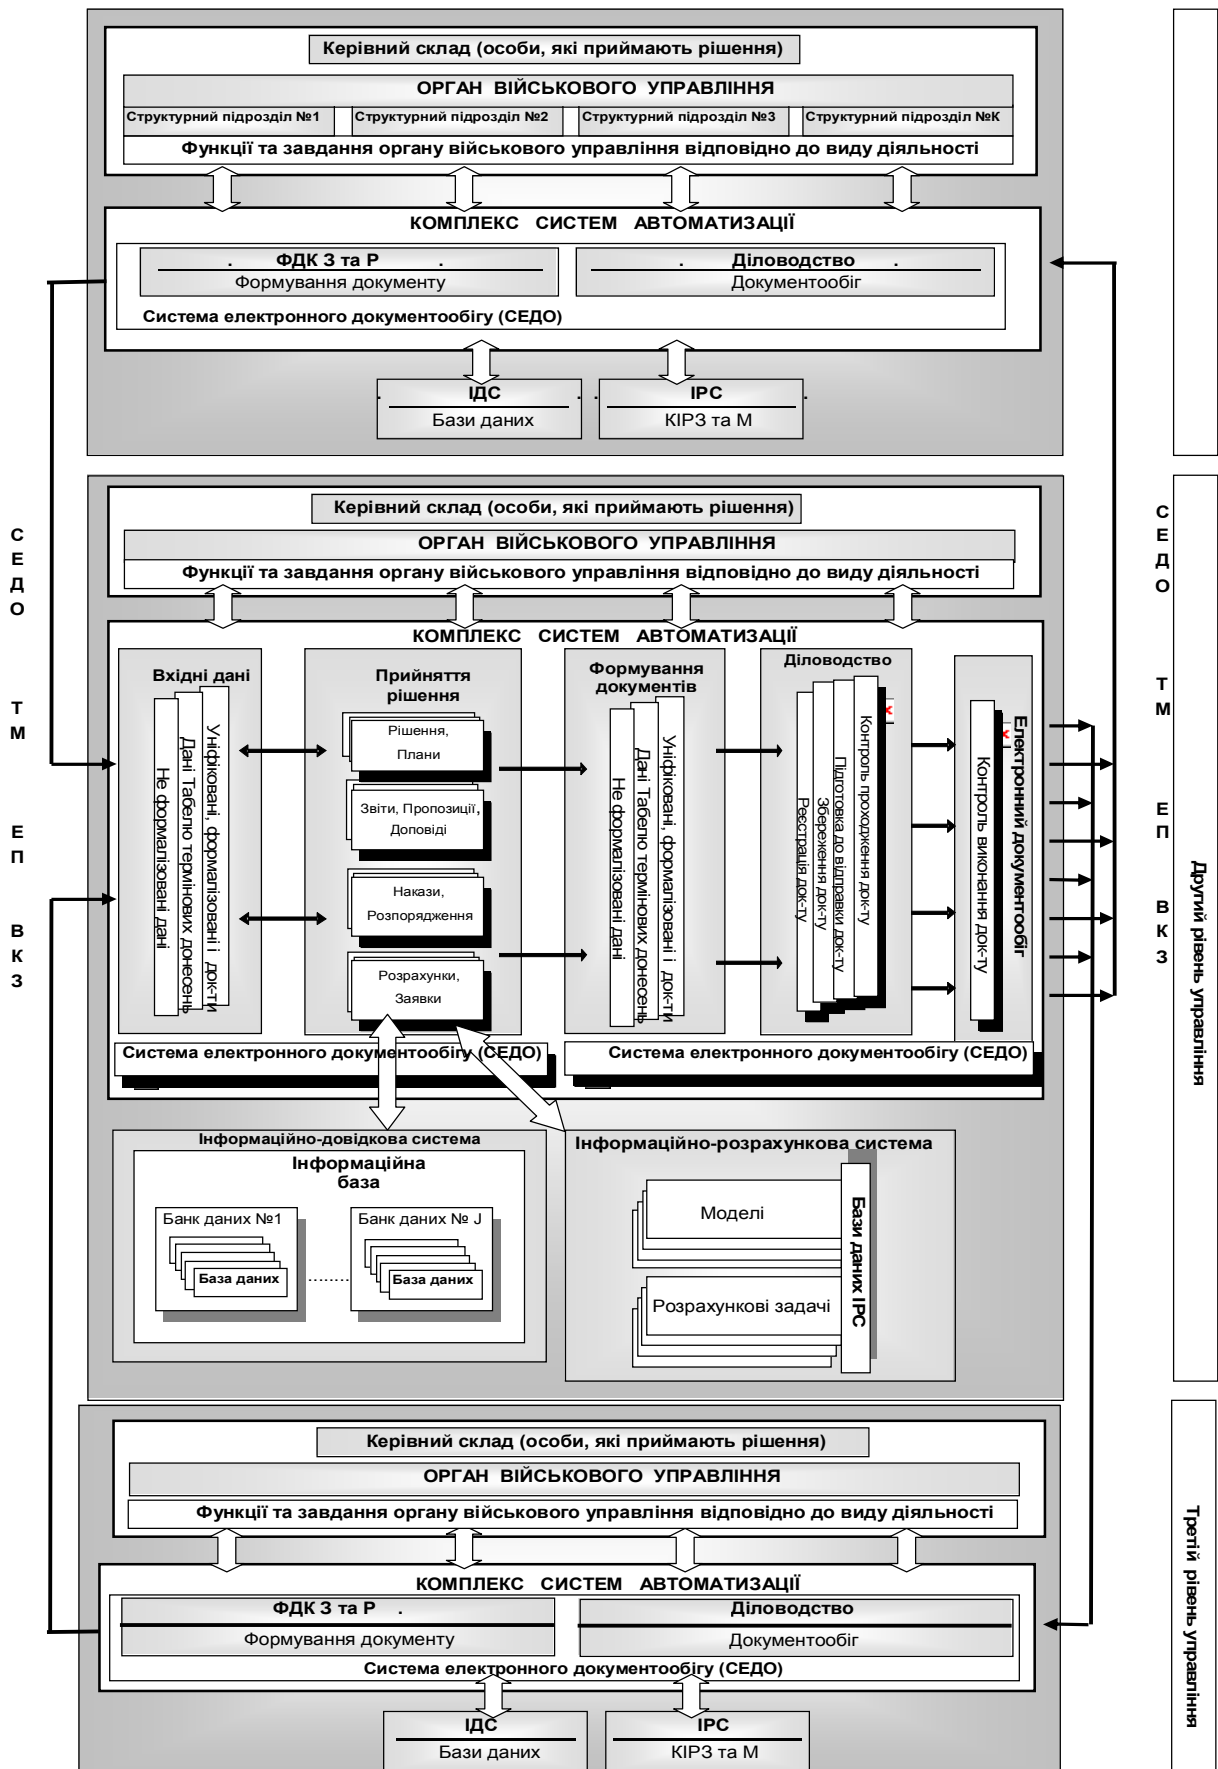 Керівний склад (особи, які приймають рішення)
ОРГАН ВІЙСЬКОВОГО УПРАВЛІННЯ
Структурний підрозділ №1
Структурний підрозділ №2
Структурний підрозділ №3
Структурний підрозділ №К
Функції та завдання органу військового управління відповідно до виду діяльності
КОМПЛЕКС СИСТЕМ АВТОМАТИЗАЦІЇ
. ФДК З та Р .
Формування документу
. Діловодство .
Документообіг
Система електронного документообігу (СЕДО)
. ІДС .
Бази даних
. ІРС .
КІРЗ та М
СЕДО ТМ ЕП ВКЗ
Керівний склад (особи, які приймають рішення)
ОРГАН ВІЙСЬКОВОГО УПРАВЛІННЯ
Функції та завдання органу військового управління відповідно до виду діяльності
КОМПЛЕКС СИСТЕМ АВТОМАТИЗАЦІЇ
Вхідні дані
Уніфіковані, формалізовані і док-ти
Дані Табелю термінових донесень
Не формалізовані дані
Прийняття
рішення
Рішення,
Плани
Звіти, Пропозиції,
Доповіді
Накази,
Розпорядження
Розрахунки,
Заявки
Формування
документів
Уніфіковані, формалізовані і док-ти
Дані Табелю термінових донесень
Не формалізовані дані
Діловодство
Контроль проходження док-ту
Підготовка до відправки док-ту
Збереження док-ту
Реєстрація док-ту
Електронний документообіг
Контроль виконання док-ту
Система електронного документообігу (СЕДО)
Система електронного документообігу (СЕДО)
Інформаційно-довідкова система
Інформаційна
база
Банк даних №1
База даних
..........
Банк даних № J
База даних
Інформаційно-розрахункова система
Моделі
Розрахункові задачі
Бази даних ІРС
СЕДО ТМ ЕП ВКЗ
Другий рівень управління
Керівний склад (особи, які приймають рішення)
ОРГАН ВІЙСЬКОВОГО УПРАВЛІННЯ
Функції та завдання органу військового управління відповідно до виду діяльності
КОМПЛЕКС СИСТЕМ АВТОМАТИЗАЦІЇ
ФДК З та Р .
Формування документу
Діловодство
Документообіг
Система електронного документообігу (СЕДО)
ІДС
Бази даних
ІРС
КІРЗ та М
Третій рівень управління